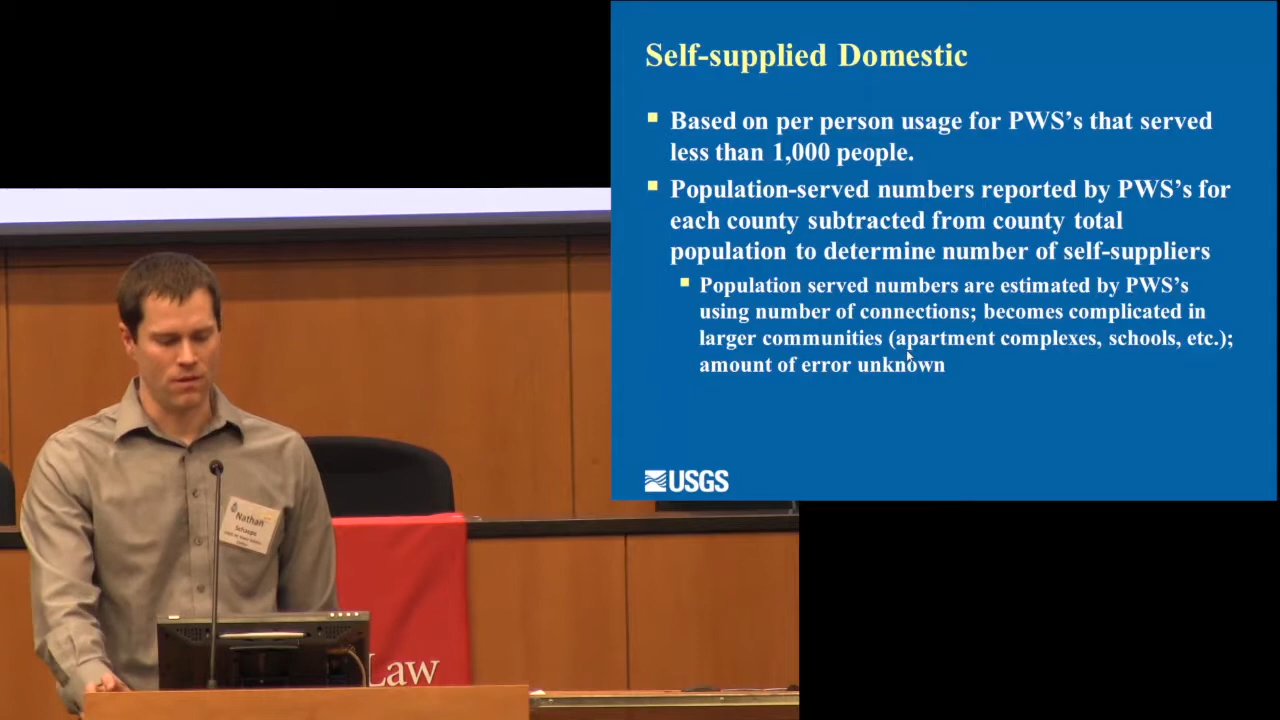 Self-supplied Domestic
Based on per person usage for PWS’s that served
less than 1,000 people.
Population-served numbers reported by PWS’s for
each county subtracted from county total
population to determine number of self-suppliers
Population served numbers are estimated by PWS’s
using number of connections; becomes complicated in
larger communities (apartment complexes, schools, etc.);
amount of error unknown
USGS
Nathan
Law